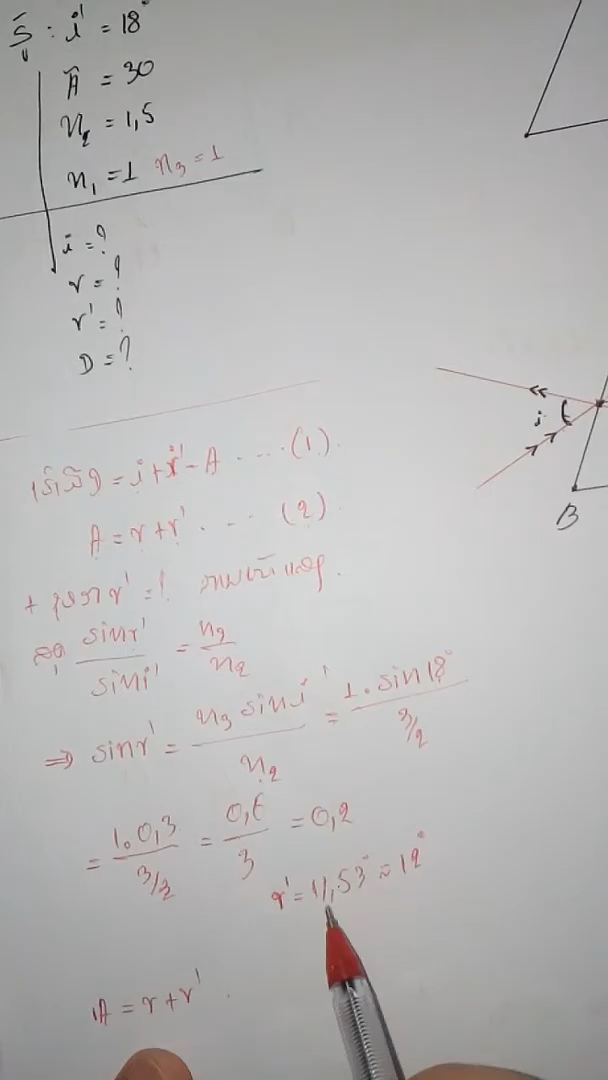 i' = 18°
Â = 30
n₂ = 1,5
n₁ = 1 n₃ = 1
i = ?
r = ?
r' = ?
D = ?
D = i + i' - A .... (1).
A = r + r' . ... (2).
r' = ?
sin r' / sin i' = n₃ / n₂
⇒ sin r' = n₃ sin i' / n₂ = 1. sin 18° / 3/2
= 1. 0,3 / 3/2 = 0,6 / 3 = 0,2
r' = 11,53° ≈ 12°
A = r + r' .
i
B